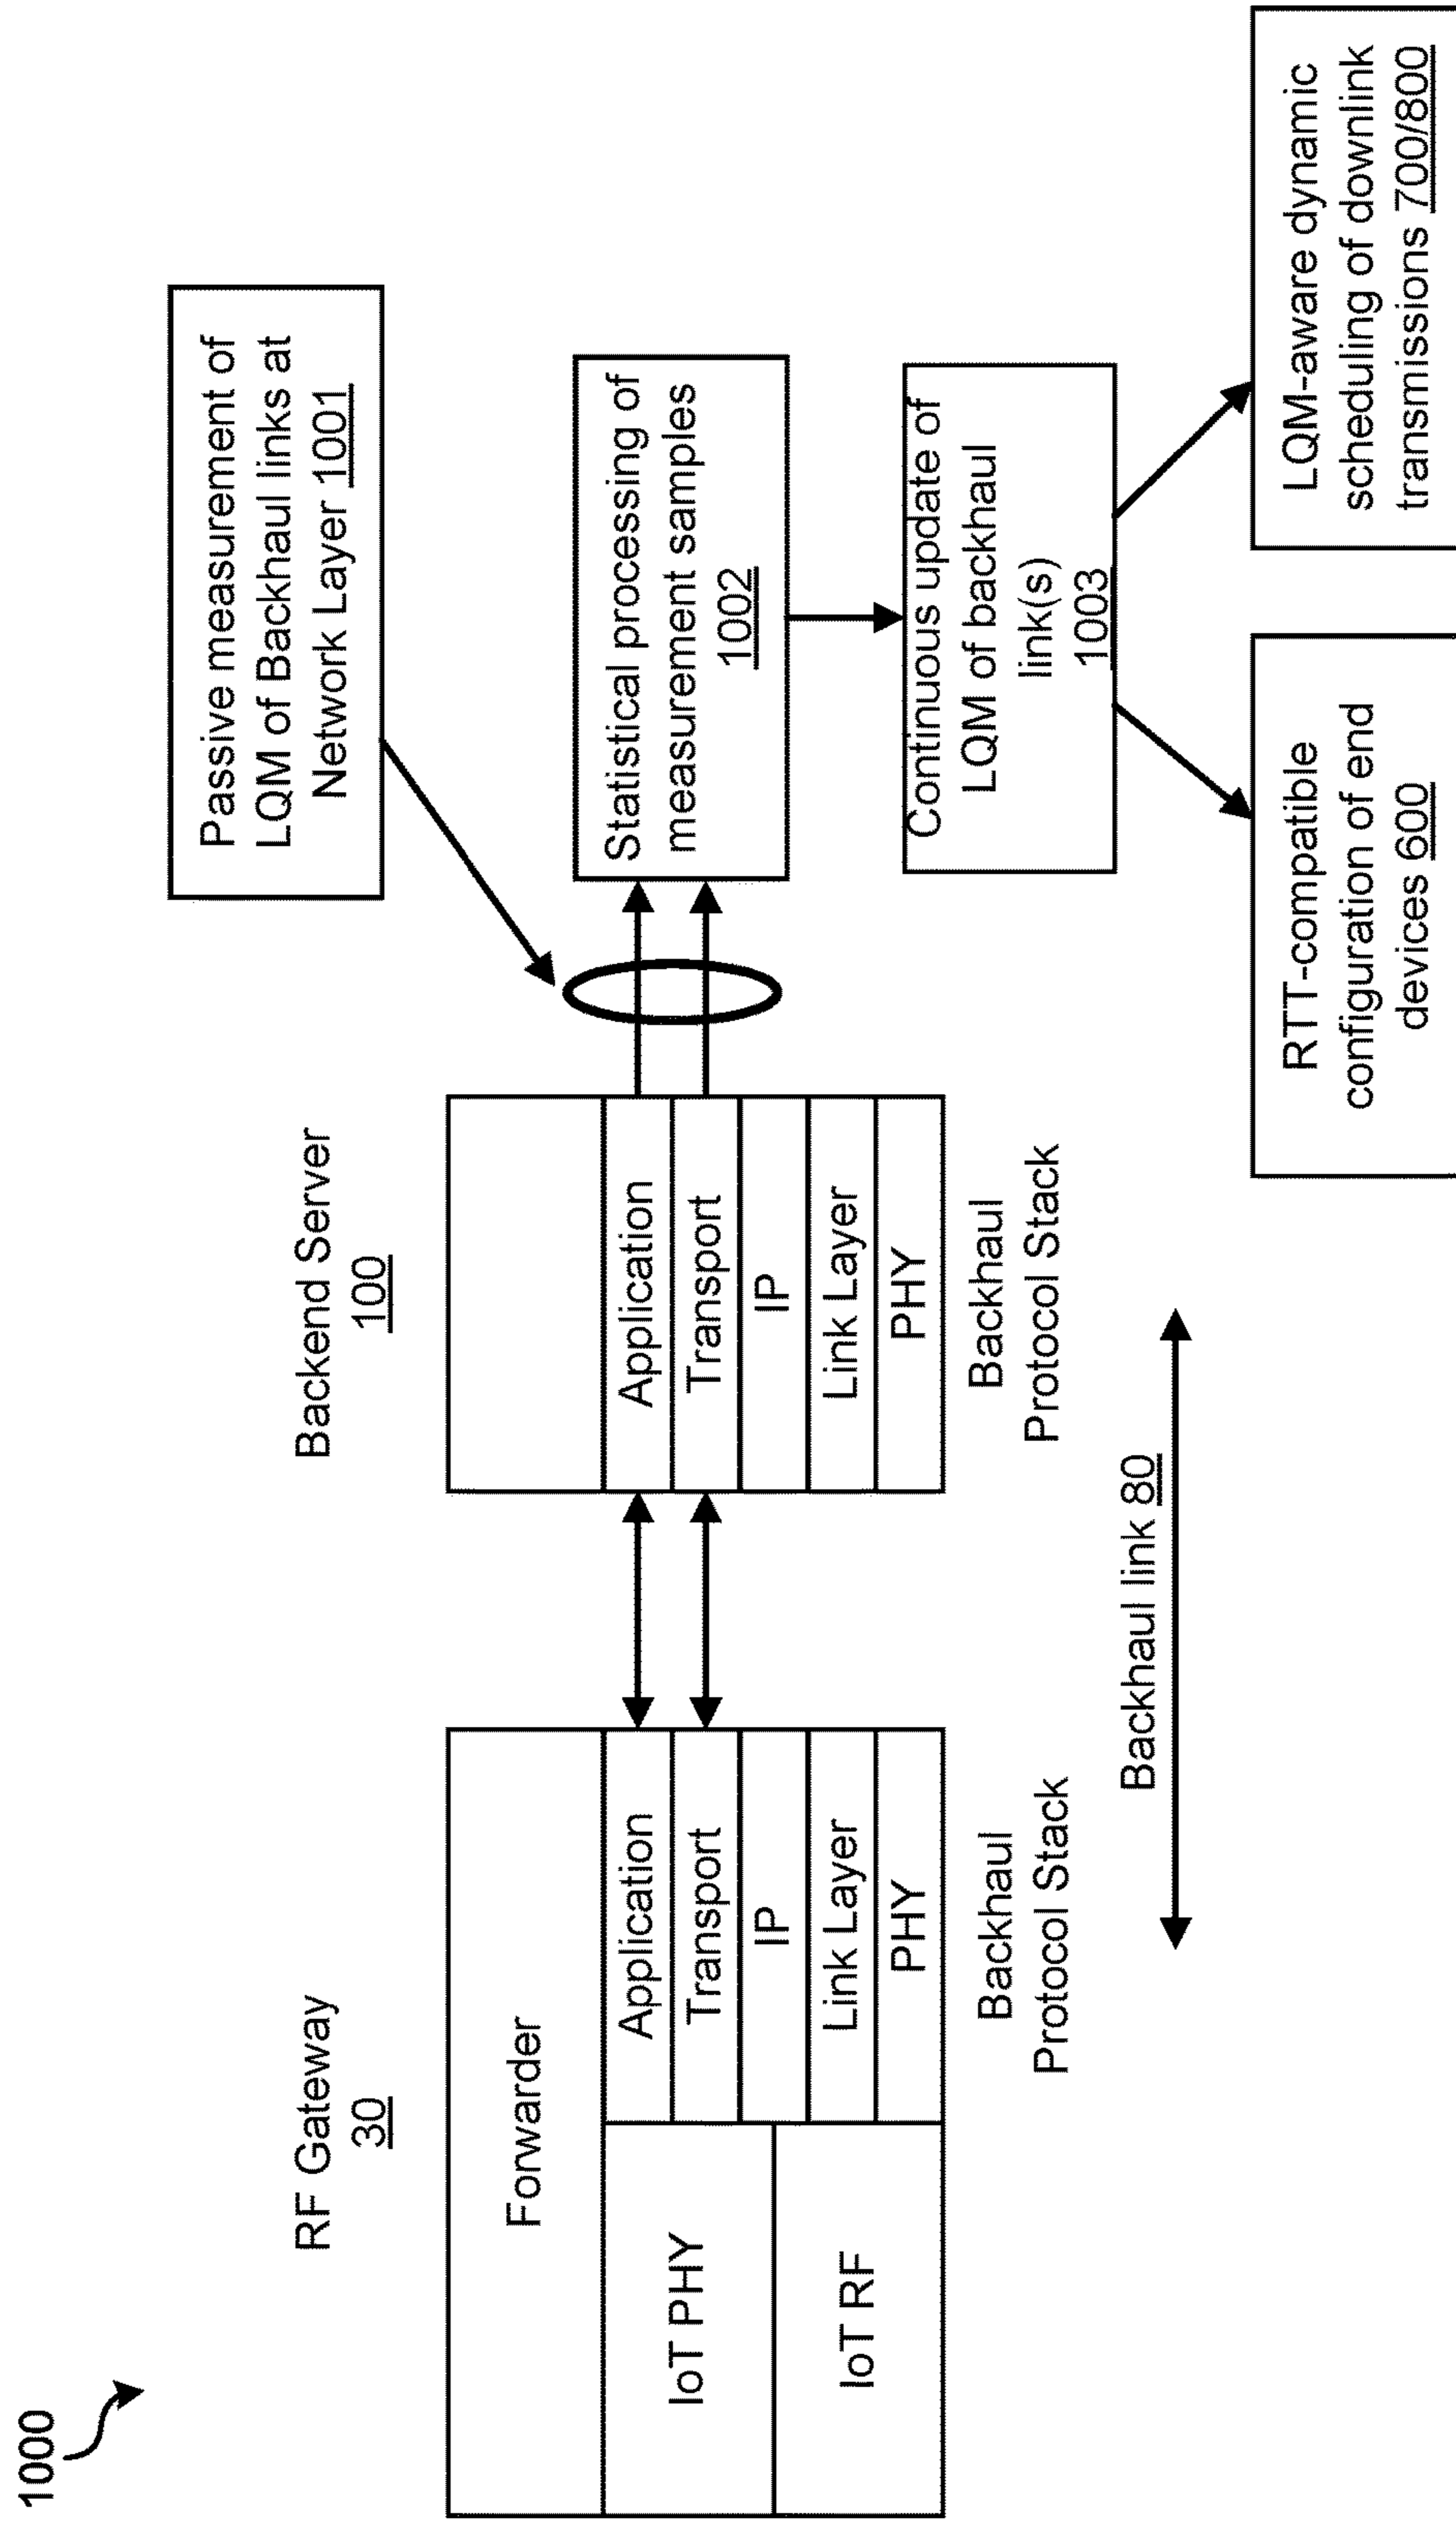 1000
RF Gateway
30
Forwarder
IoT PHY
IoT RF
Application
Transport
IP
Link Layer
PHY
Backhaul
Protocol Stack
Backhaul link 80
Backend Server
100
Application
Transport
IP
Link Layer
PHY
Backhaul
Protocol Stack
Passive measurement of
LQM of Backhaul links at
Network Layer 1001
Statistical processing of
measurement samples
1002
Continuous update of
LQM of backhaul
link(s)
1003
RTT-compatible
configuration of end
devices 600
LQM-aware dynamic
scheduling of downlink
transmissions 700/800